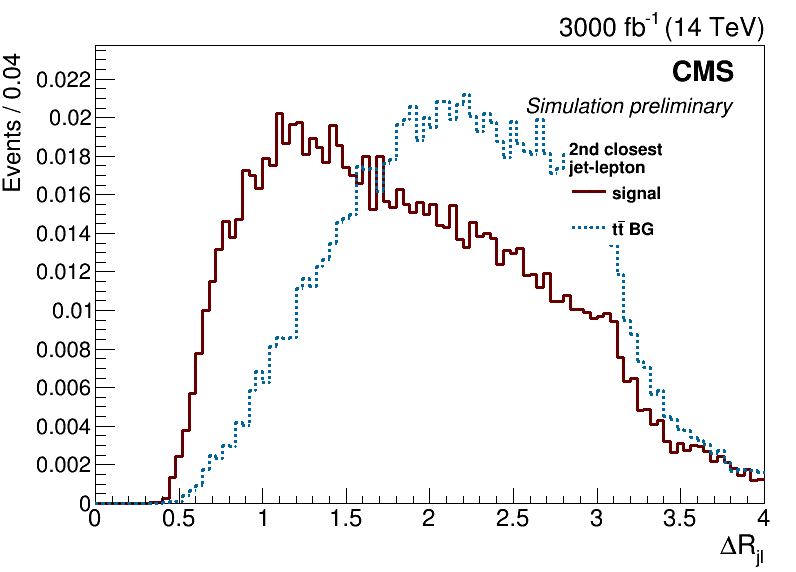 3000 fb⁻¹ (14 TeV)
Events / 0.04
CMS
Simulation preliminary
2nd closest
jet-lepton
signal
tt̄ BG
0.022
0.02
0.018
0.016
0.014
0.012
0.01
0.008
0.006
0.004
0.002
0
0 0.5 1 1.5 2 2.5 3 3.5 4
ΔRjl